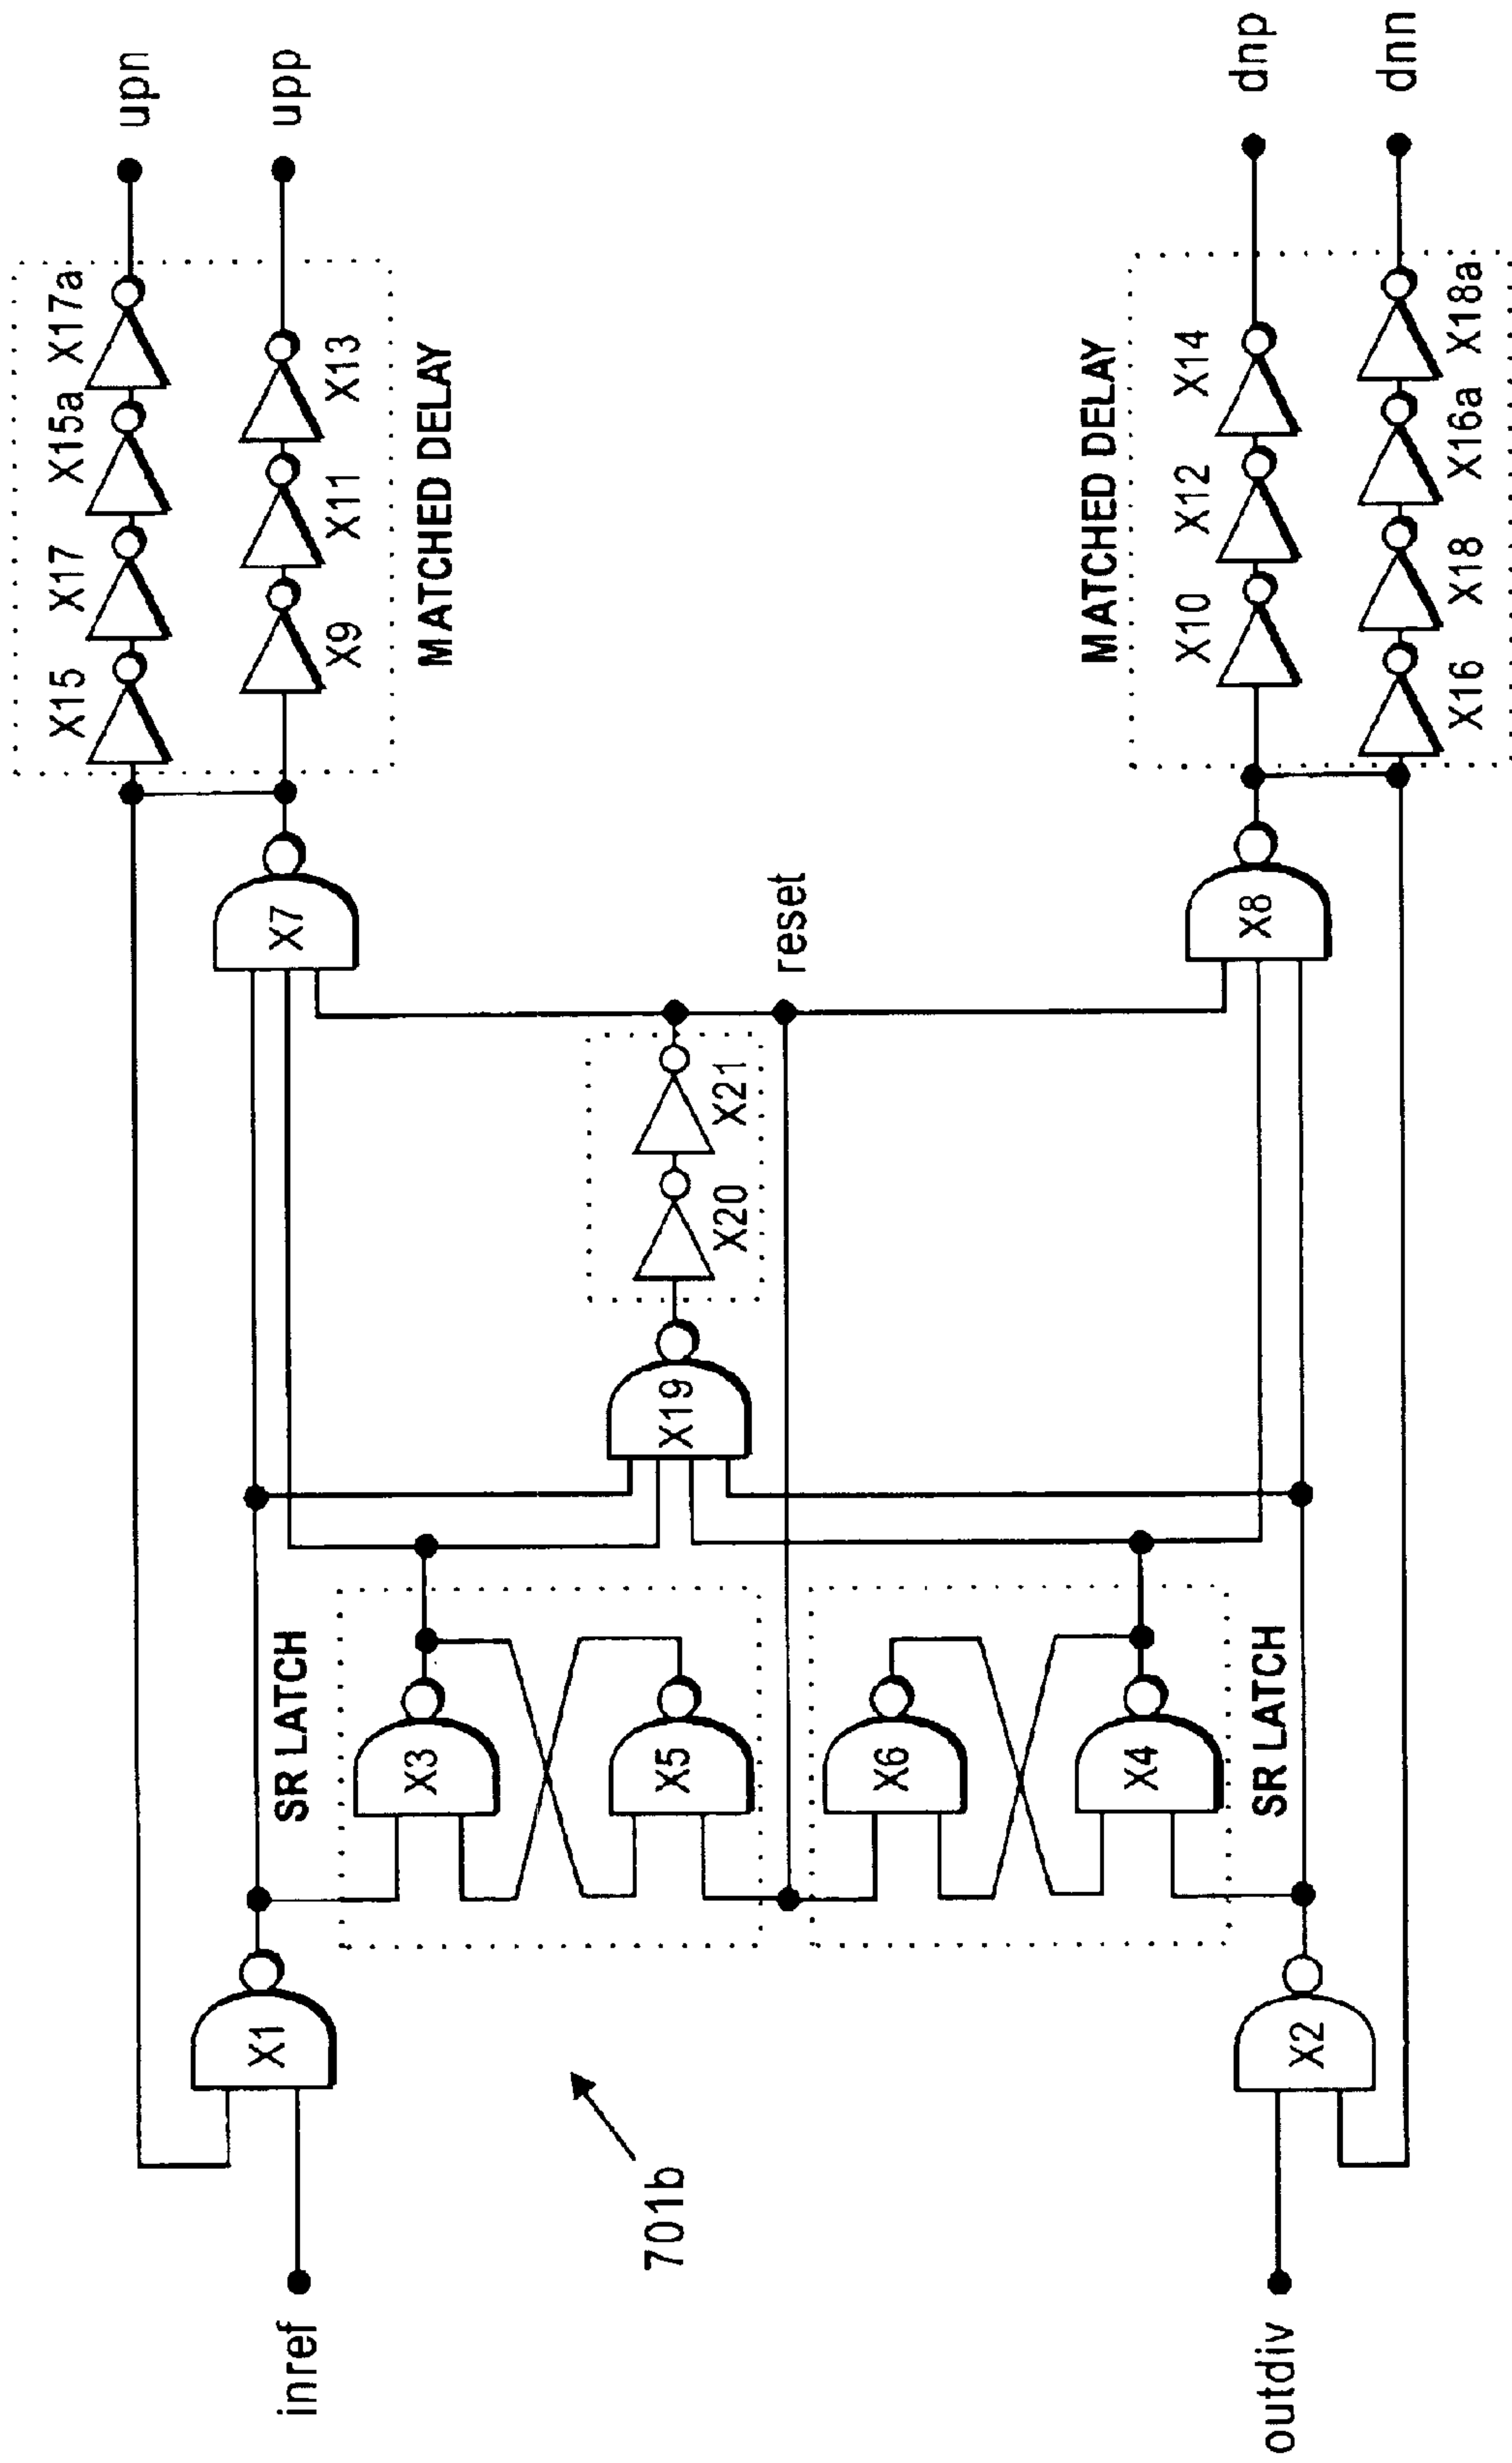 X15
X17
X15a
X17a
upn
X9
X11
X13
upp
MATCHED DELAY
inref
X1
X7
SR LATCH
X3
X5
X19
X20
X21
reset
701b
X6
X4
SR LATCH
MATCHED DELAY
X10
X12
X14
dnp
outdiv
X2
X8
X16
X18
X16a
X18a
dnn